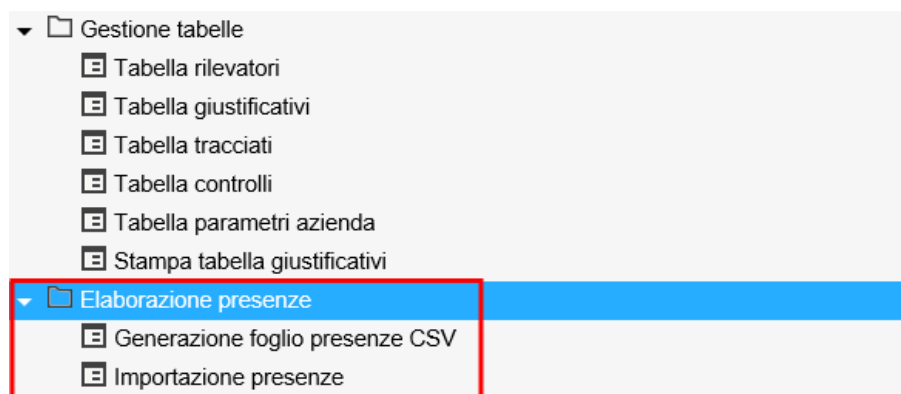 Gestione tabelle
Tabella rilevatori
Tabella giustificativi
Tabella tracciati
Tabella controlli
Tabella parametri azienda
Stampa tabella giustificativi
Elaborazione presenze
Generazione foglio presenze CSV
Importazione presenze